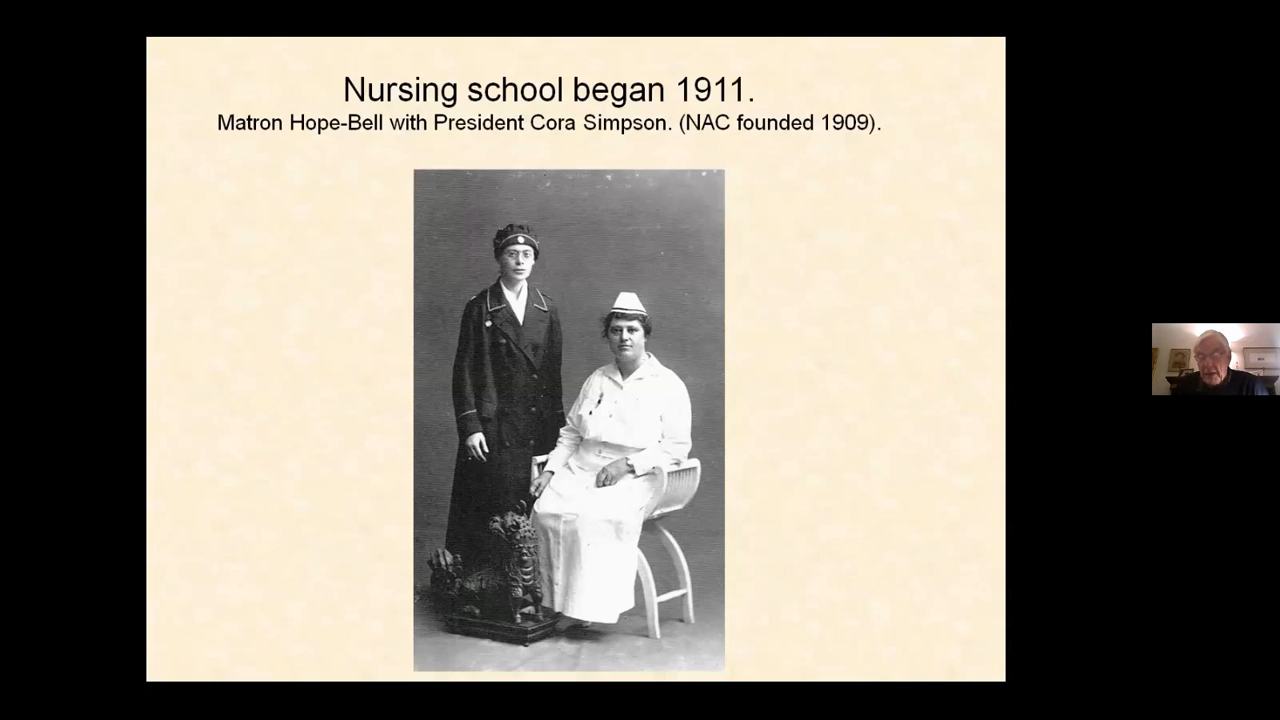 Nursing school began 1911.
Matron Hope-Bell with President Cora Simpson. (NAC founded 1909).